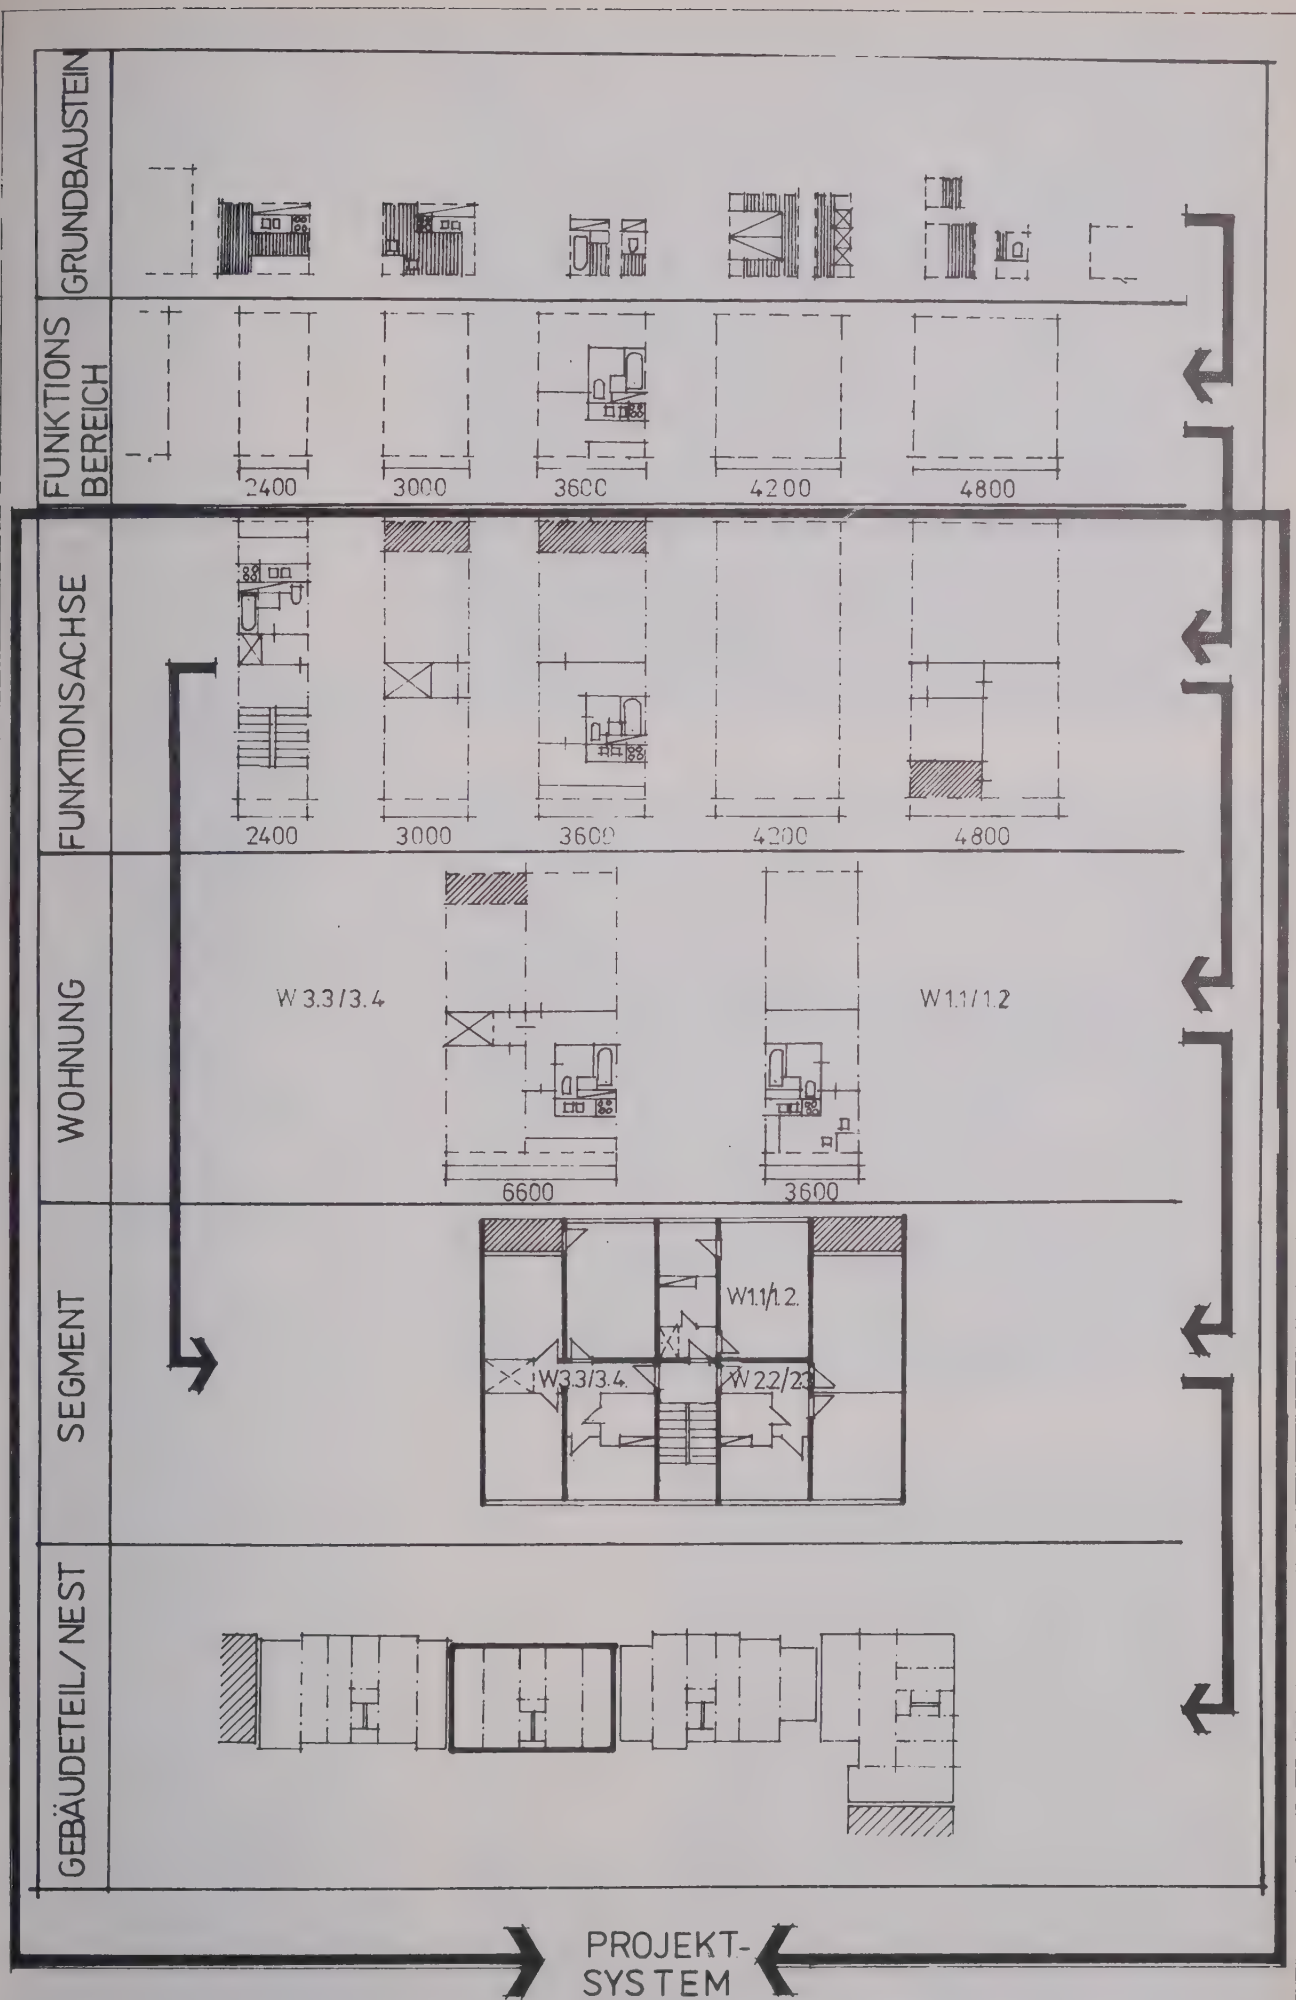 GRUNDBAUSTEIN
FUNKTIONS
BEREICH
2400 3000 3600 4200 4800
FUNKTIONSACHSE
2400 3000 3600 4200 4800
WOHNUNG
W 3.3/3.4 W 1.1/1.2
6600 3600
SEGMENT
W1.1/1.2.
W3.3/3.4. W 2.2/2.3
GEBÄUDETEIL/NEST
PROJEKT-
SYSTEM